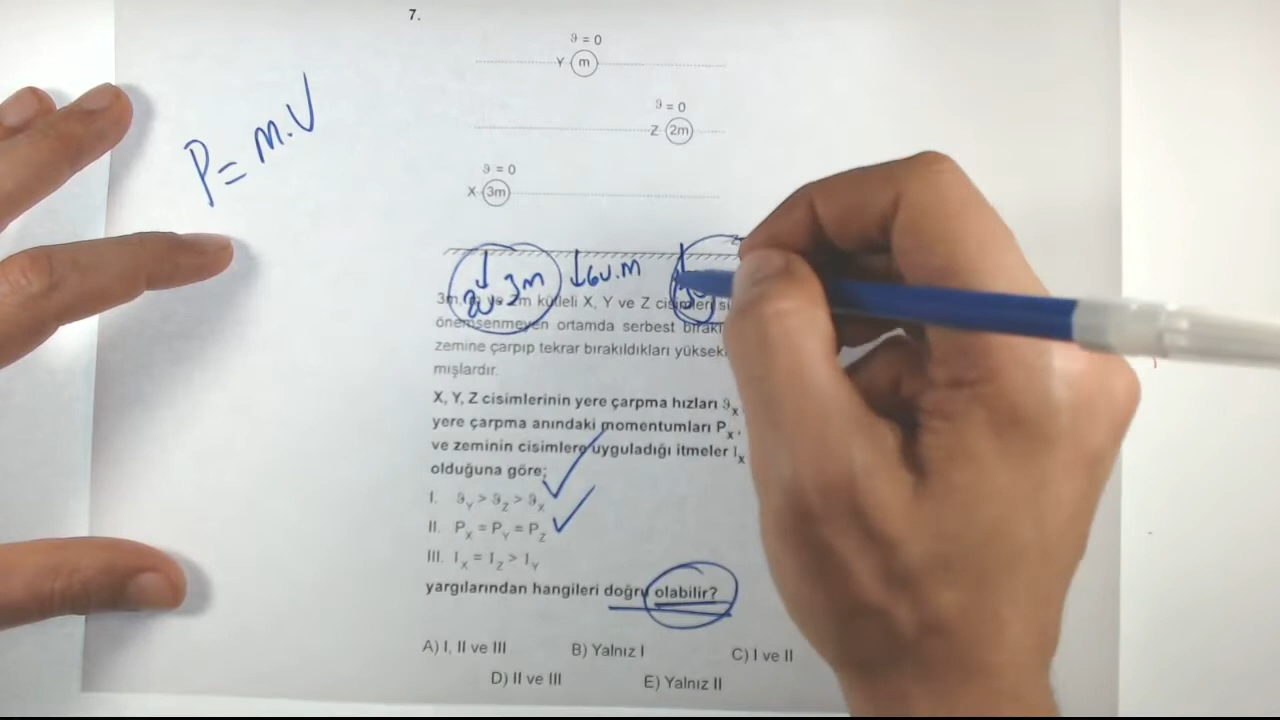 7.
ϑ = 0
Y m
ϑ = 0
Z 2m
ϑ = 0
X 3m
P = m.V
2υ 3m 6υ.m
3m, ve 2m kütleli X, Y ve Z cisimleri
önemsenmeyen ortamda serbest
zemine çarpıp tekrar bırakıldıkları
mışlardır.
X, Y, Z cisimlerinin yere çarpma hızları ϑx
yere çarpma anındaki momentumları Px,
ve zeminin cisimlere uyguladığı itmeler Ix
olduğuna göre;
I. ϑY > ϑZ > ϑX
II. PX = PY = PZ
III. IX = IZ > IY
yargılarından hangileri doğru olabilir?
A) I, II ve III B) Yalnız I C) I ve II
D) II ve III E) Yalnız II